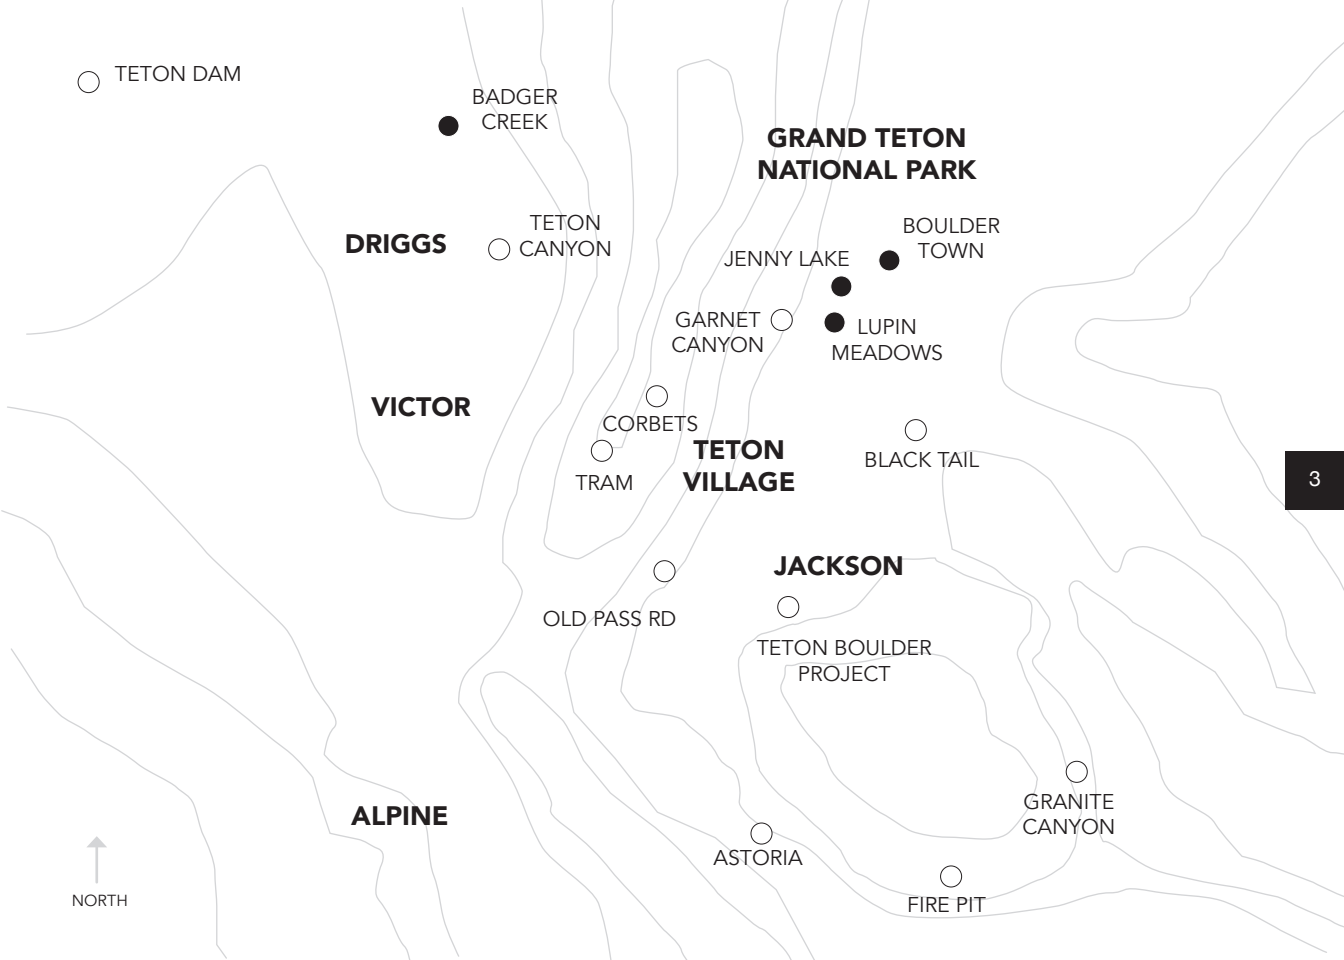 TETON DAM
BADGER
CREEK
GRAND TETON
NATIONAL PARK
TETON
CANYON
DRIGGS
BOULDER
TOWN
JENNY LAKE
GARNET
CANYON
LUPIN
MEADOWS
VICTOR
CORBETS
TRAM
TETON
VILLAGE
BLACK TAIL
3
JACKSON
OLD PASS RD
TETON BOULDER
PROJECT
GRANITE
CANYON
ALPINE
ASTORIA
FIRE PIT
NORTH